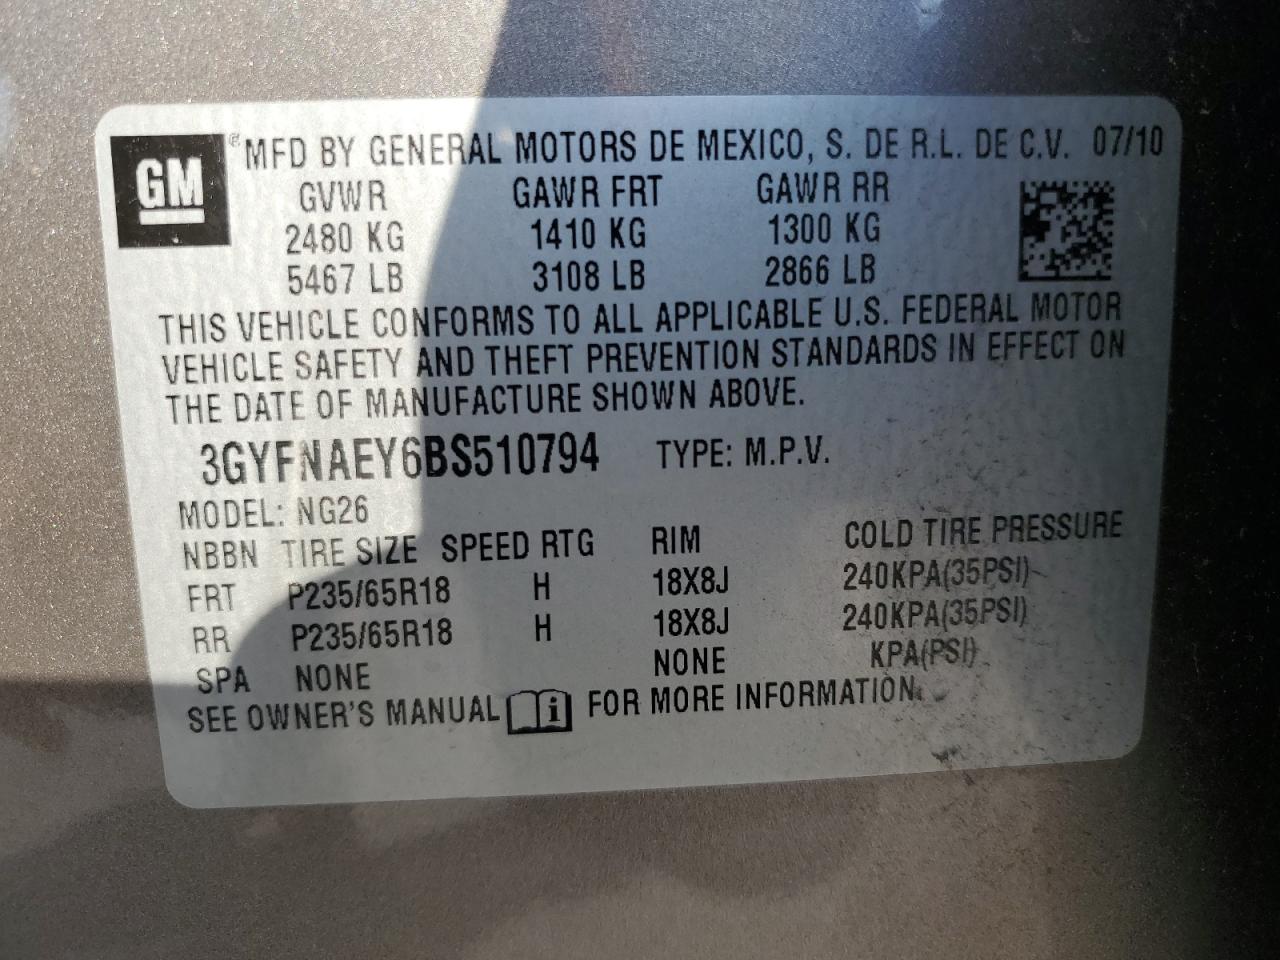 GM ® MFD BY GENERAL MOTORS DE MEXICO, S. DE R.L. DE C.V. 07/10
GVWR GAWR FRT GAWR RR
2480 KG 1410 KG 1300 KG
5467 LB 3108 LB 2866 LB
THIS VEHICLE CONFORMS TO ALL APPLICABLE U.S. FEDERAL MOTOR
VEHICLE SAFETY AND THEFT PREVENTION STANDARDS IN EFFECT ON
THE DATE OF MANUFACTURE SHOWN ABOVE.
3GYFNAEY6BS510794 TYPE: M.P.V.
MODEL: NG26
NBBN TIRE SIZE SPEED RTG RIM COLD TIRE PRESSURE
FRT P235/65R18 H 18X8J 240KPA(35PSI)
RR P235/65R18 H 18X8J 240KPA(35PSI)
SPA NONE NONE KPA(PSI)
SEE OWNER'S MANUAL i FOR MORE INFORMATION.